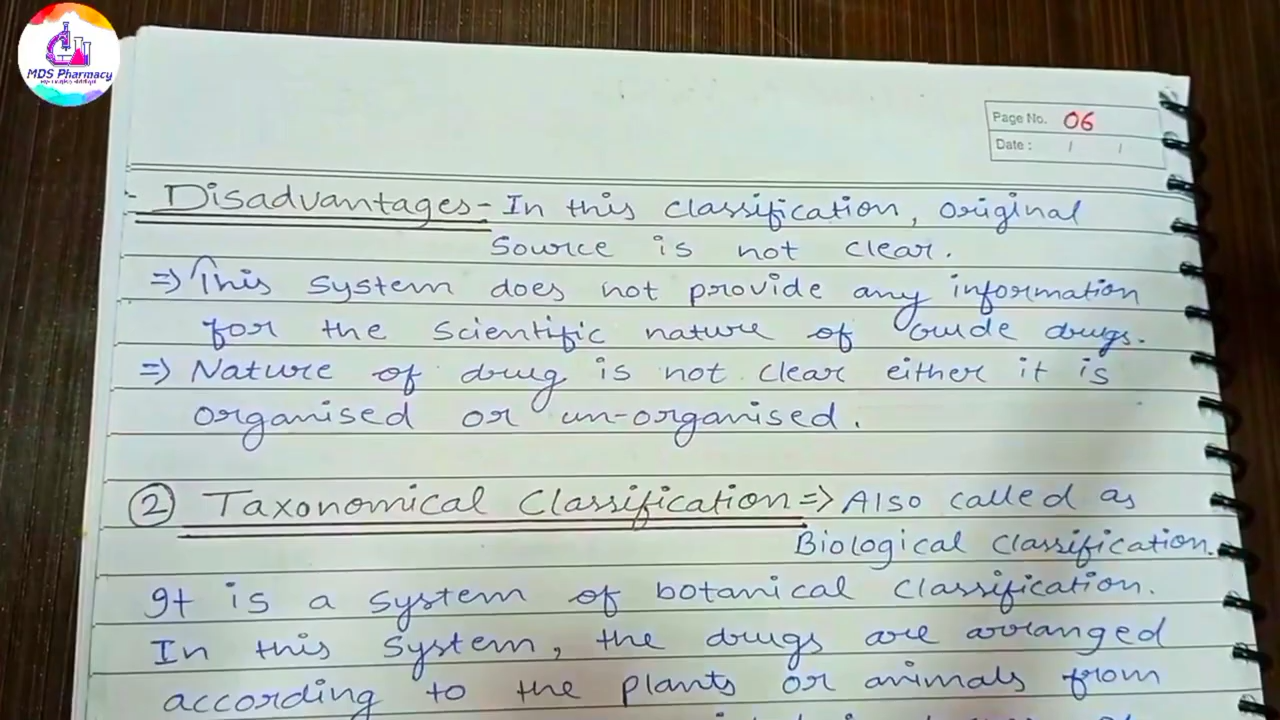 MDS Pharmacy
Page No. 06
Date : / /
Disadvantages - In this classification, original
Source is not clear.
=> This system does not provide any information
for the scientific nature of crude drugs.
=> Nature of drug is not clear either it is
organised or un-organised.
② Taxonomical Classification => Also called as
Biological classification.
It is a system of botanical classification.
In this system, the drugs are arranged
according to the plants or animals from